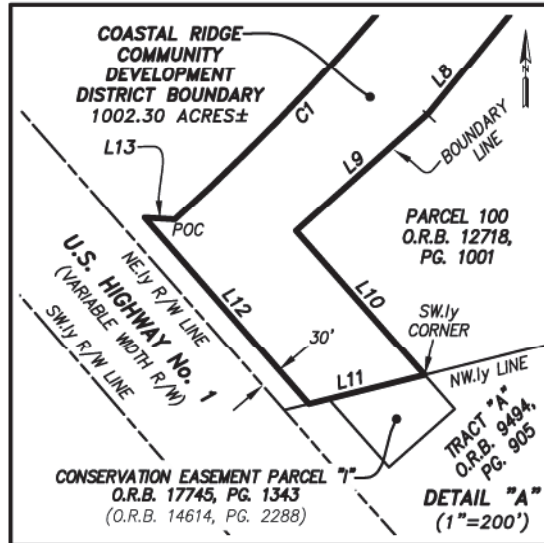 COASTAL RIDGE
COMMUNITY
DEVELOPMENT
DISTRICT BOUNDARY
1002.30 ACRES±
L13
C1
L8
L9
BOUNDARY
LINE
POC
PARCEL 100
O.R.B. 12718,
PG. 1001
U.S. HIGHWAY No. 1
(VARIABLE WIDTH R/W)
NE.ly R/W LINE
SW.ly R/W LINE
L12
L10
30'
SW.ly
CORNER
L11
NW.ly LINE
TRACT "A"
O.R.B. 9494,
PG. 905
CONSERVATION EASEMENT PARCEL "I"
O.R.B. 17745, PG. 1343
(O.R.B. 14614, PG. 2288)
DETAIL "A"
(1"=200')